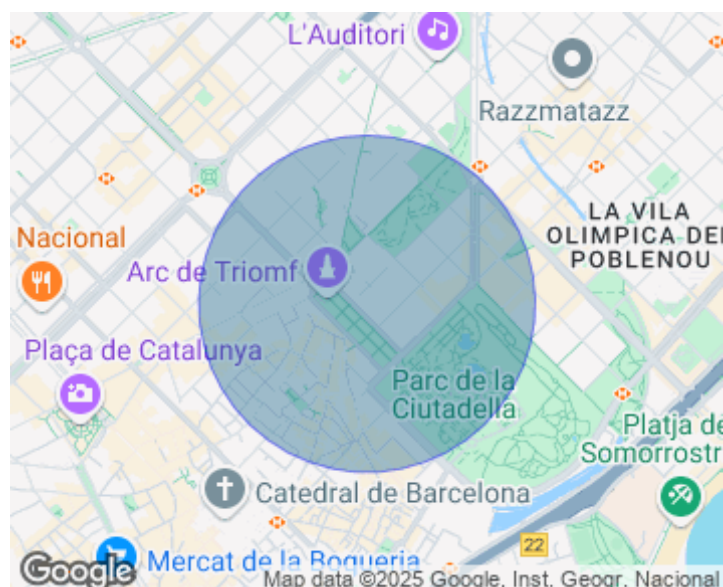 L'Auditori
Razzmatazz
LA VILA
OLIMPICA DEL
POBLENOU
Nacional
Arc de Triomf
Plaça de Catalunya
Parc de la
Ciutadella
Platja de
Somorrostr
Catedral de Barcelona
22
Mercat de la Boqueria
Google
Map data ©2025 Google, Inst. Geogr. Nacional